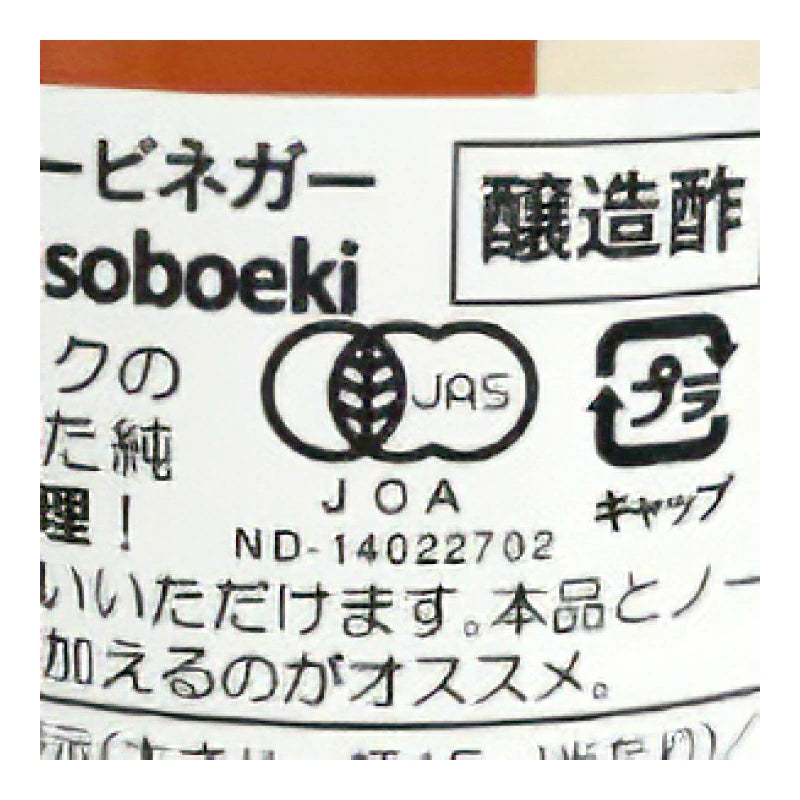 ービネガー
醸造酢
soboeki
クの
た純
理!
JAS
JOA
ND-14022702
プラ
キャップ
いいただけます。本品とノー
加えるのがオススメ。